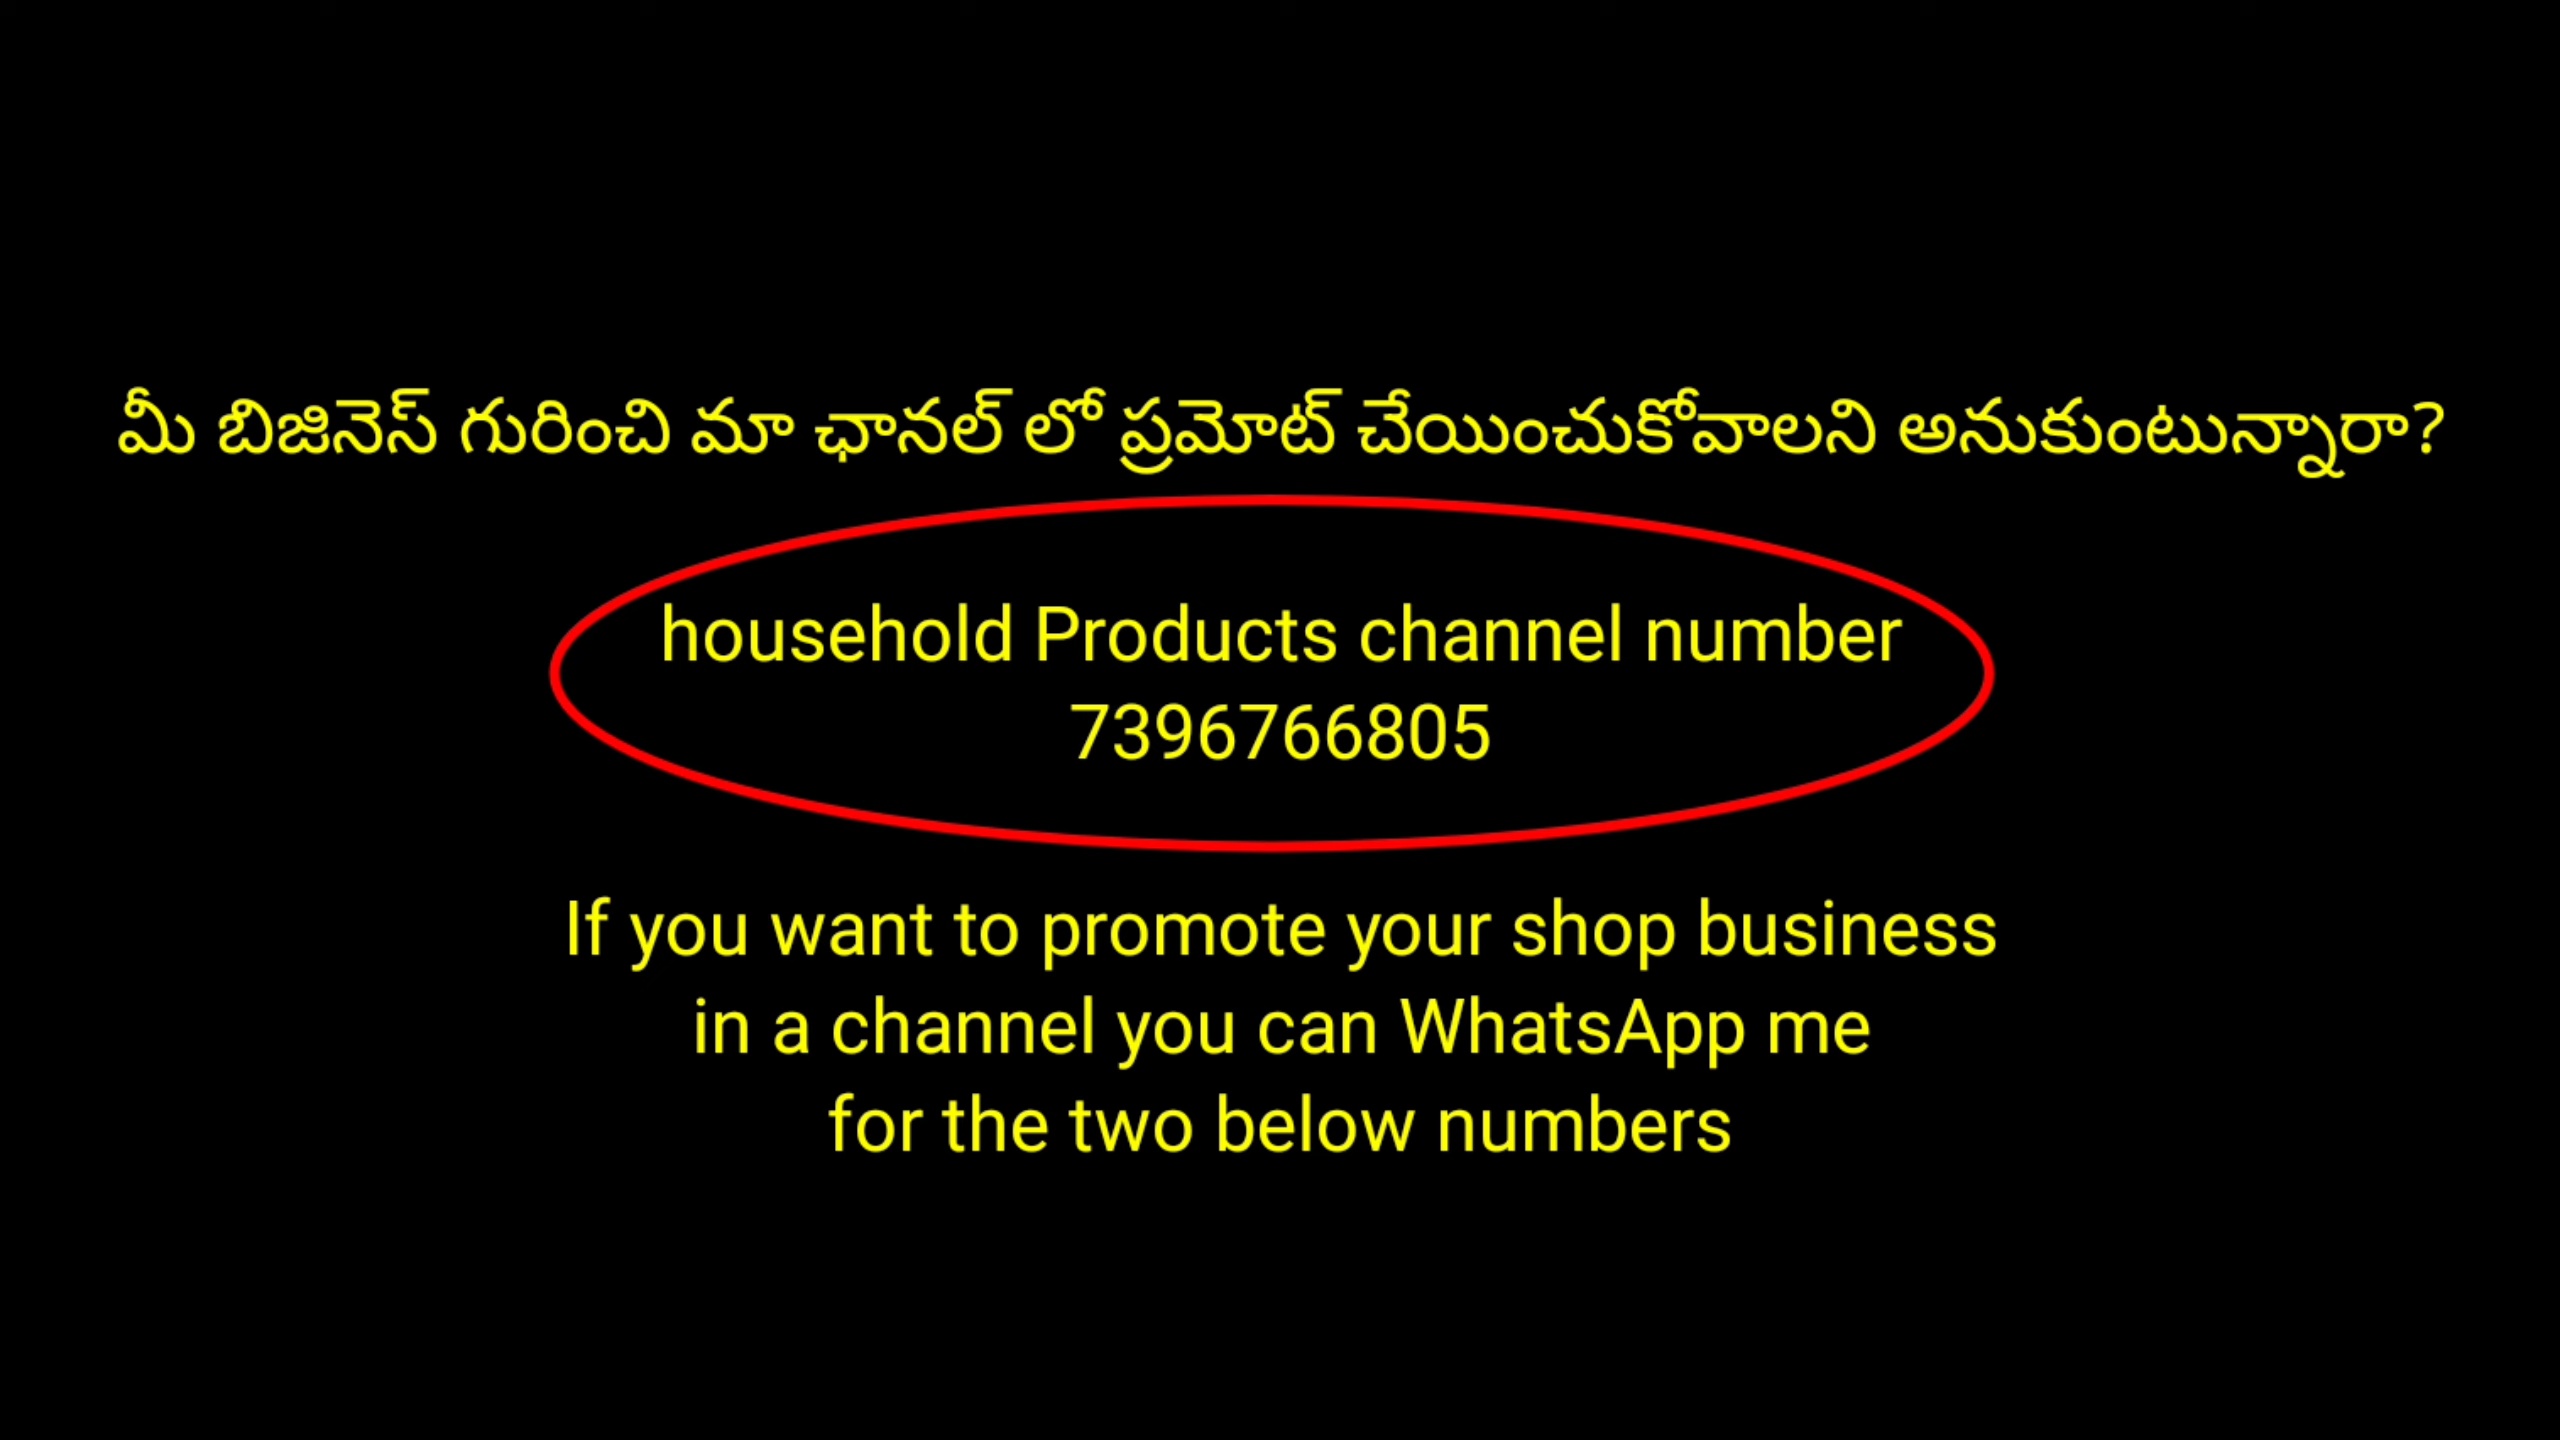 మీ బిజినెస్ గురించి మా ఛానల్ లో ప్రమోట్ చేయించుకోవాలని అనుకుంటున్నారా?
household Products channel number
7396766805
If you want to promote your shop business
in a channel you can WhatsApp me
for the two below numbers